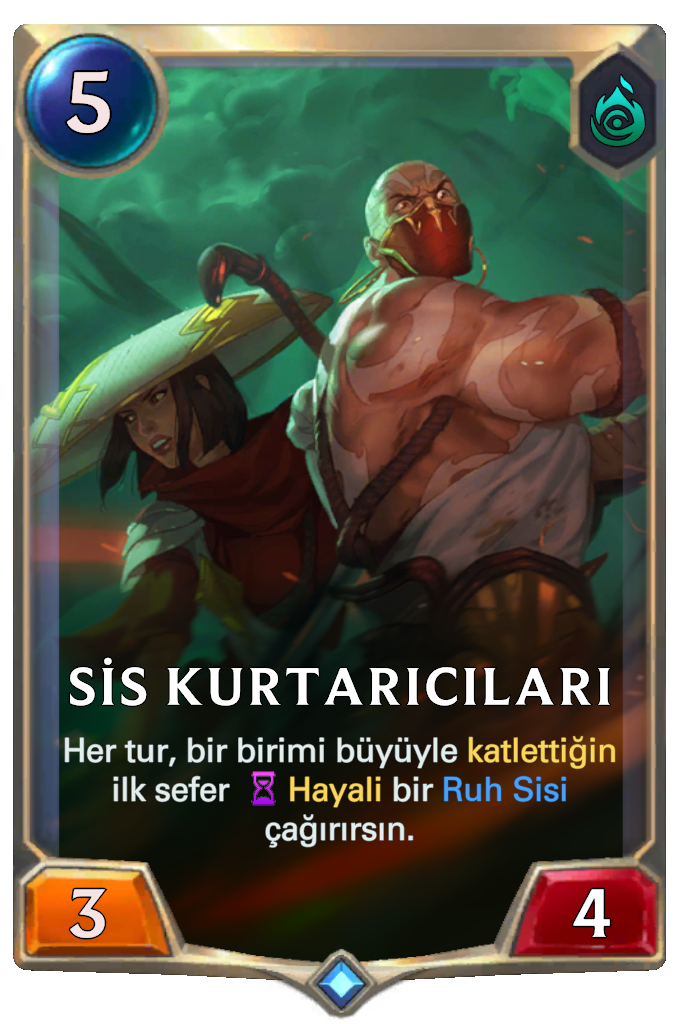 5
SİS KURTARICILARI
Her tur, bir birimi büyüyle katlettiğin
ilk sefer Hayali bir Ruh Sisi
çağırırsın.
3
4